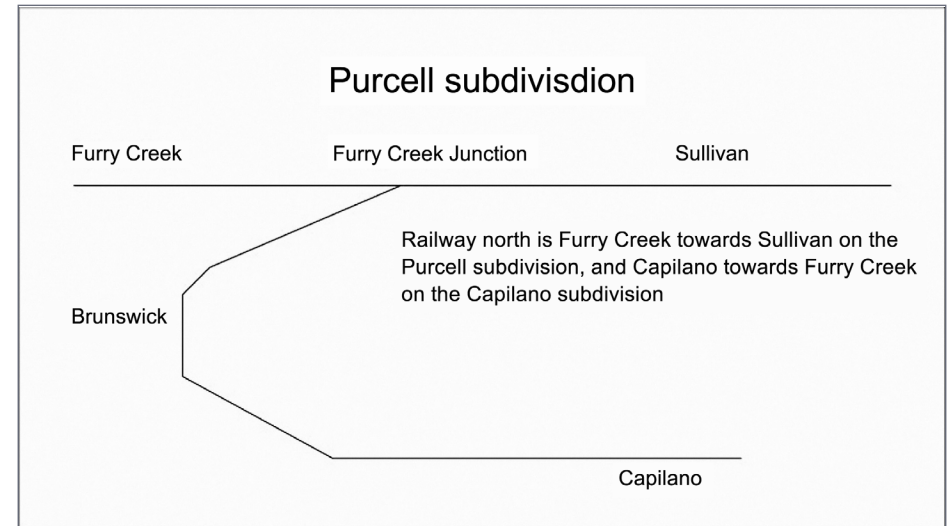 Purcell subdivisdion
Furry Creek Furry Creek Junction Sullivan
Railway north is Furry Creek towards Sullivan on the
Purcell subdivision, and Capilano towards Furry Creek
on the Capilano subdivision
Brunswick
Capilano